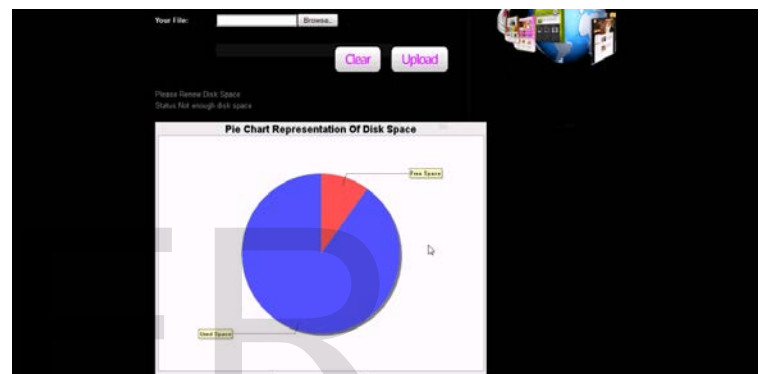 Your File:
Browse..
Clear
Upload
Please Renew Disk Space
Status Not enough disk space
Pie Chart Representation Of Disk Space
Free Space
Used Space
ER